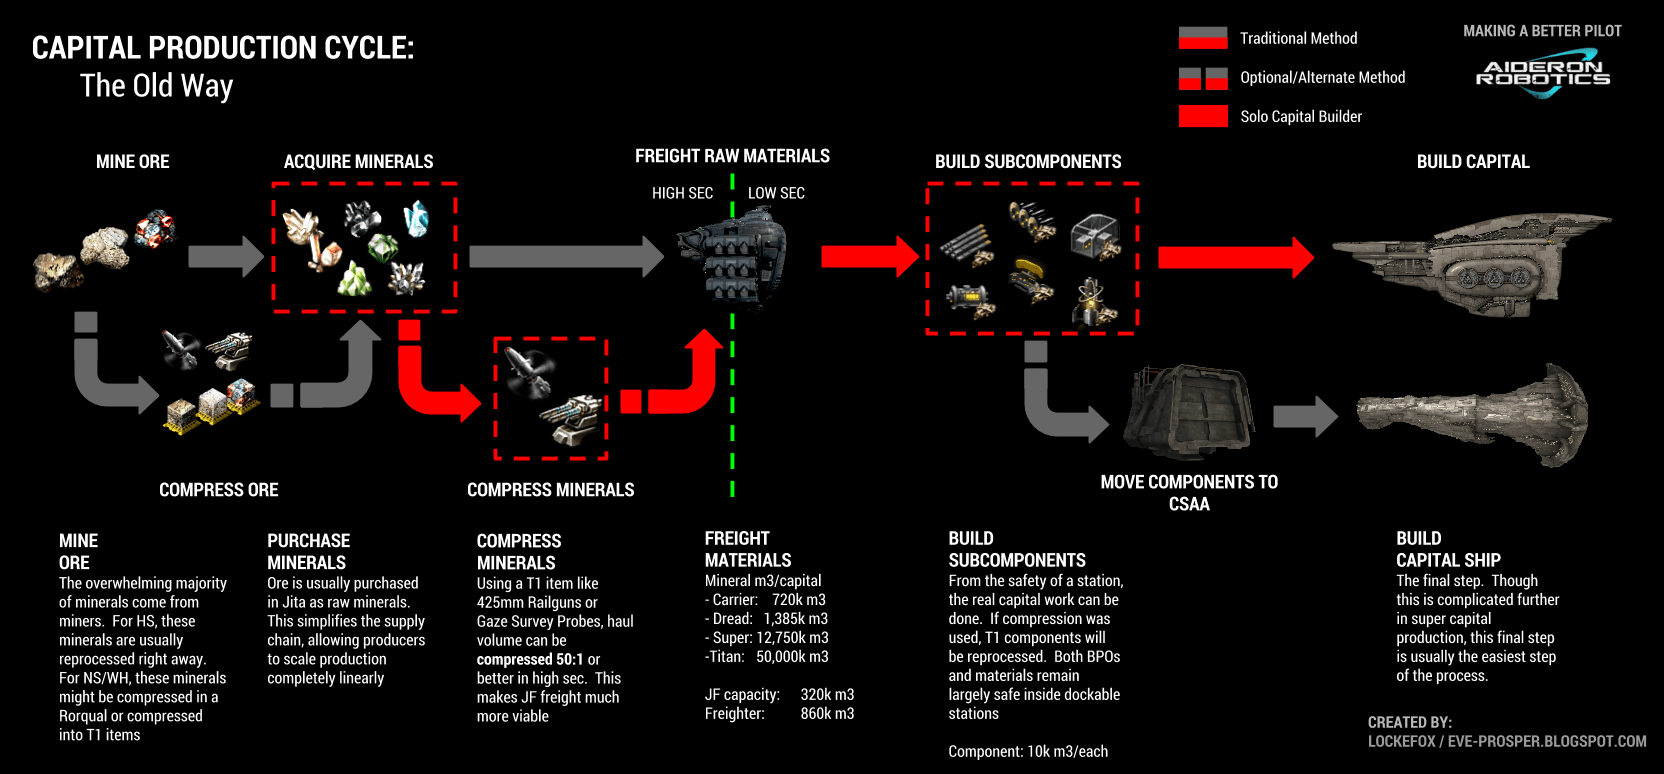 CAPITAL PRODUCTION CYCLE:
The Old Way
Traditional Method
Optional/Alternate Method
Solo Capital Builder
MAKING A BETTER PILOT
AIDERON
ROBOTICS
MINE ORE
ACQUIRE MINERALS
FREIGHT RAW MATERIALS
HIGH SEC
LOW SEC
BUILD SUBCOMPONENTS
BUILD CAPITAL
COMPRESS ORE
COMPRESS MINERALS
MOVE COMPONENTS TO
CSAA
MINE
ORE
The overwhelming majority
of minerals come from
miners. For HS, these
minerals are usually
reprocessed right away.
For NS/WH, these minerals
might be compressed in a
Rorqual or compressed
into T1 items
PURCHASE
MINERALS
Ore is usually purchased
in Jita as raw minerals.
This simplifies the supply
chain, allowing producers
to scale production
completely linearly
COMPRESS
MINERALS
Using a T1 item like
425mm Railguns or
Gaze Survey Probes, haul
volume can be
compressed 50:1 or
better in high sec. This
makes JF freight much
more viable
FREIGHT
MATERIALS
Mineral m3/capital
- Carrier: 720k m3
- Dread: 1,385k m3
- Super: 12,750k m3
-Titan: 50,000k m3
JF capacity: 320k m3
Freighter: 860k m3
BUILD
SUBCOMPONENTS
From the safety of a station,
the real capital work can be
done. If compression was
used, T1 components will
be reprocessed. Both BPOs
and materials remain
largely safe inside dockable
stations
Component: 10k m3/each
BUILD
CAPITAL SHIP
The final step. Though
this is complicated further
in super capital
production, this final step
is usually the easiest step
of the process.
CREATED BY:
LOCKEFOX / EVE-PROSPER.BLOGSPOT.COM